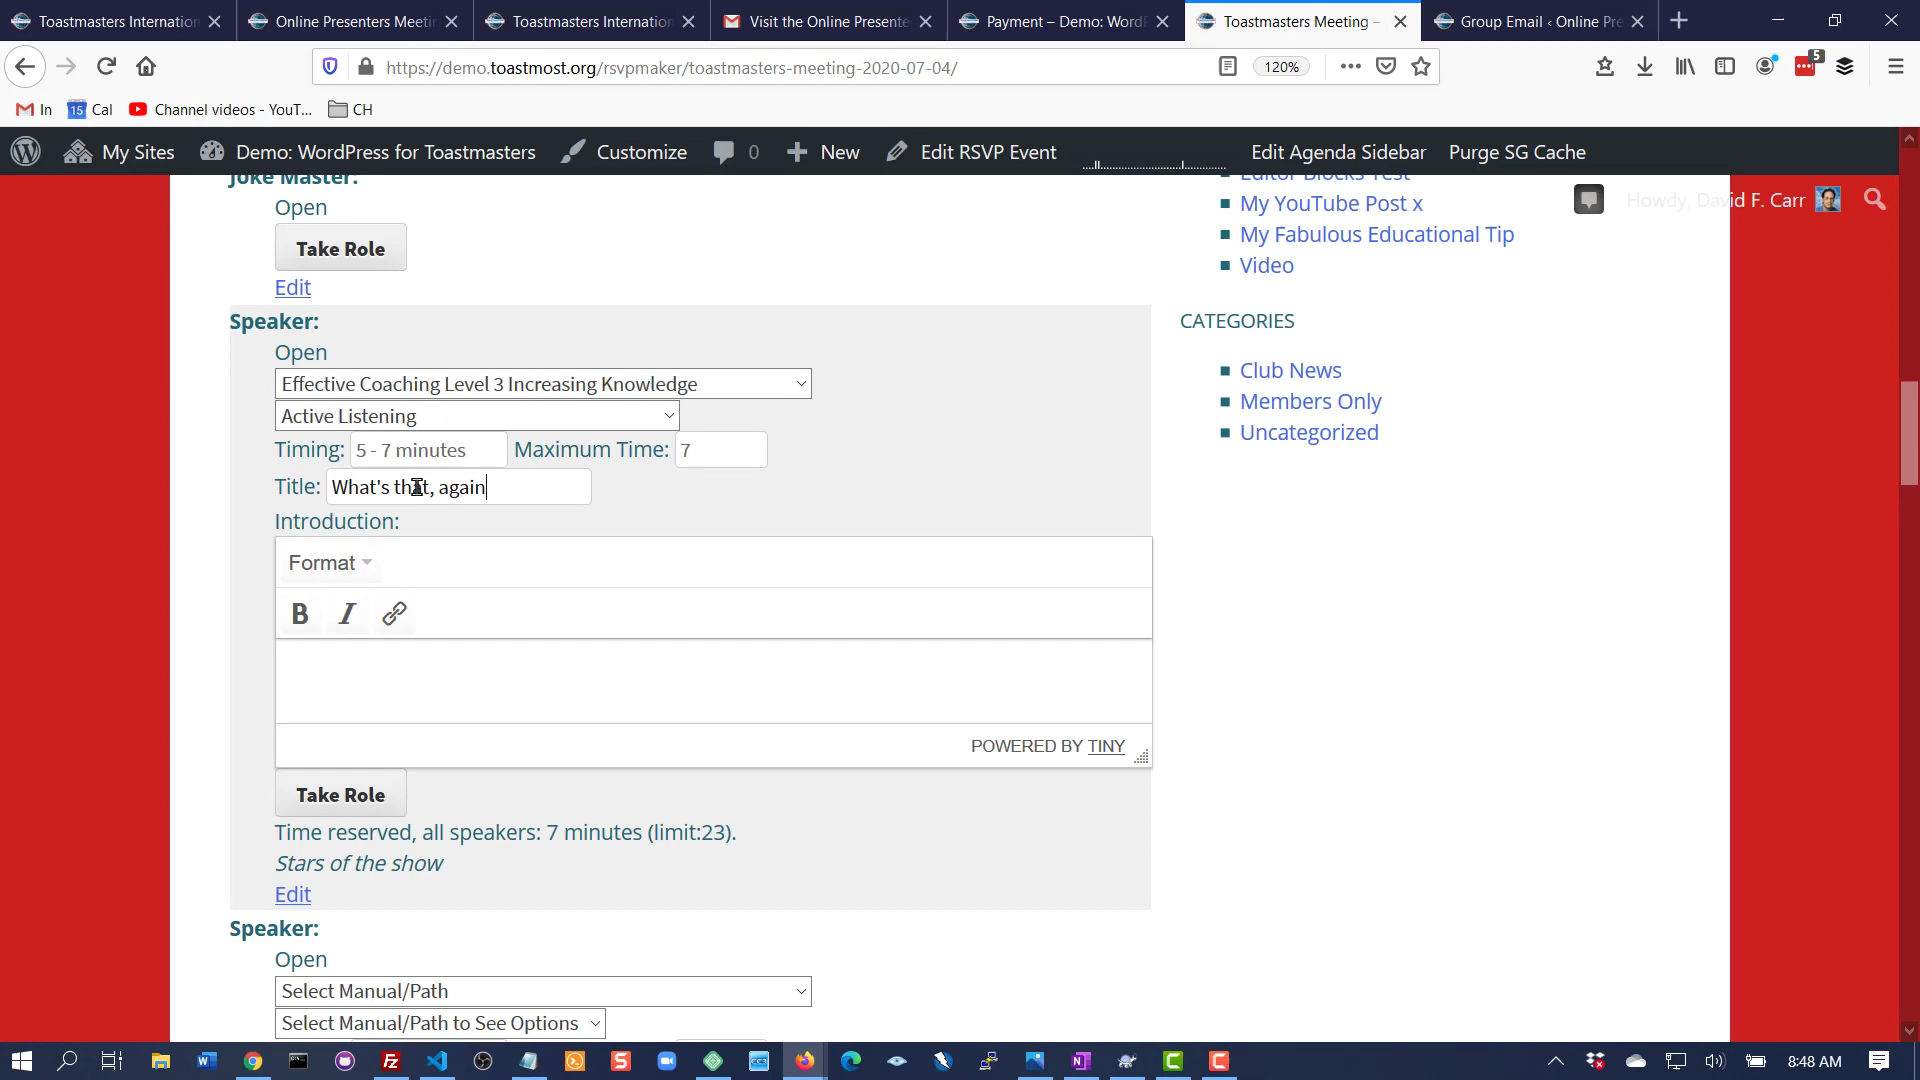 Toastmasters Internation
Online Presenters Meetin
Toastmasters Internation
Visit the Online Presente
Payment – Demo: WordP
Toastmasters Meeting –
Group Email ‹ Online Pre
https://demo.toastmost.org/rsvpmaker/toastmasters-meeting-2020-07-04/
120%
5
In
15
Cal
Channel videos - YouT...
CH
My Sites
Demo: WordPress for Toastmasters
Customize
0
New
Edit RSVP Event
Edit Agenda Sidebar
Purge SG Cache
Howdy, David F. Carr
Joke Master:
Open
Take Role
Edit
Speaker:
Open
Effective Coaching Level 3 Increasing Knowledge
Active Listening
Timing: 5 - 7 minutes Maximum Time: 7
Title: What's that, again
Introduction:
Format
B I
POWERED BY TINY
Take Role
Time reserved, all speakers: 7 minutes (limit:23).
Stars of the show
Edit
Speaker:
Open
Select Manual/Path
Select Manual/Path to See Options
Editor Blocks Test
My YouTube Post x
My Fabulous Educational Tip
Video
CATEGORIES
Club News
Members Only
Uncategorized
8:48 AM